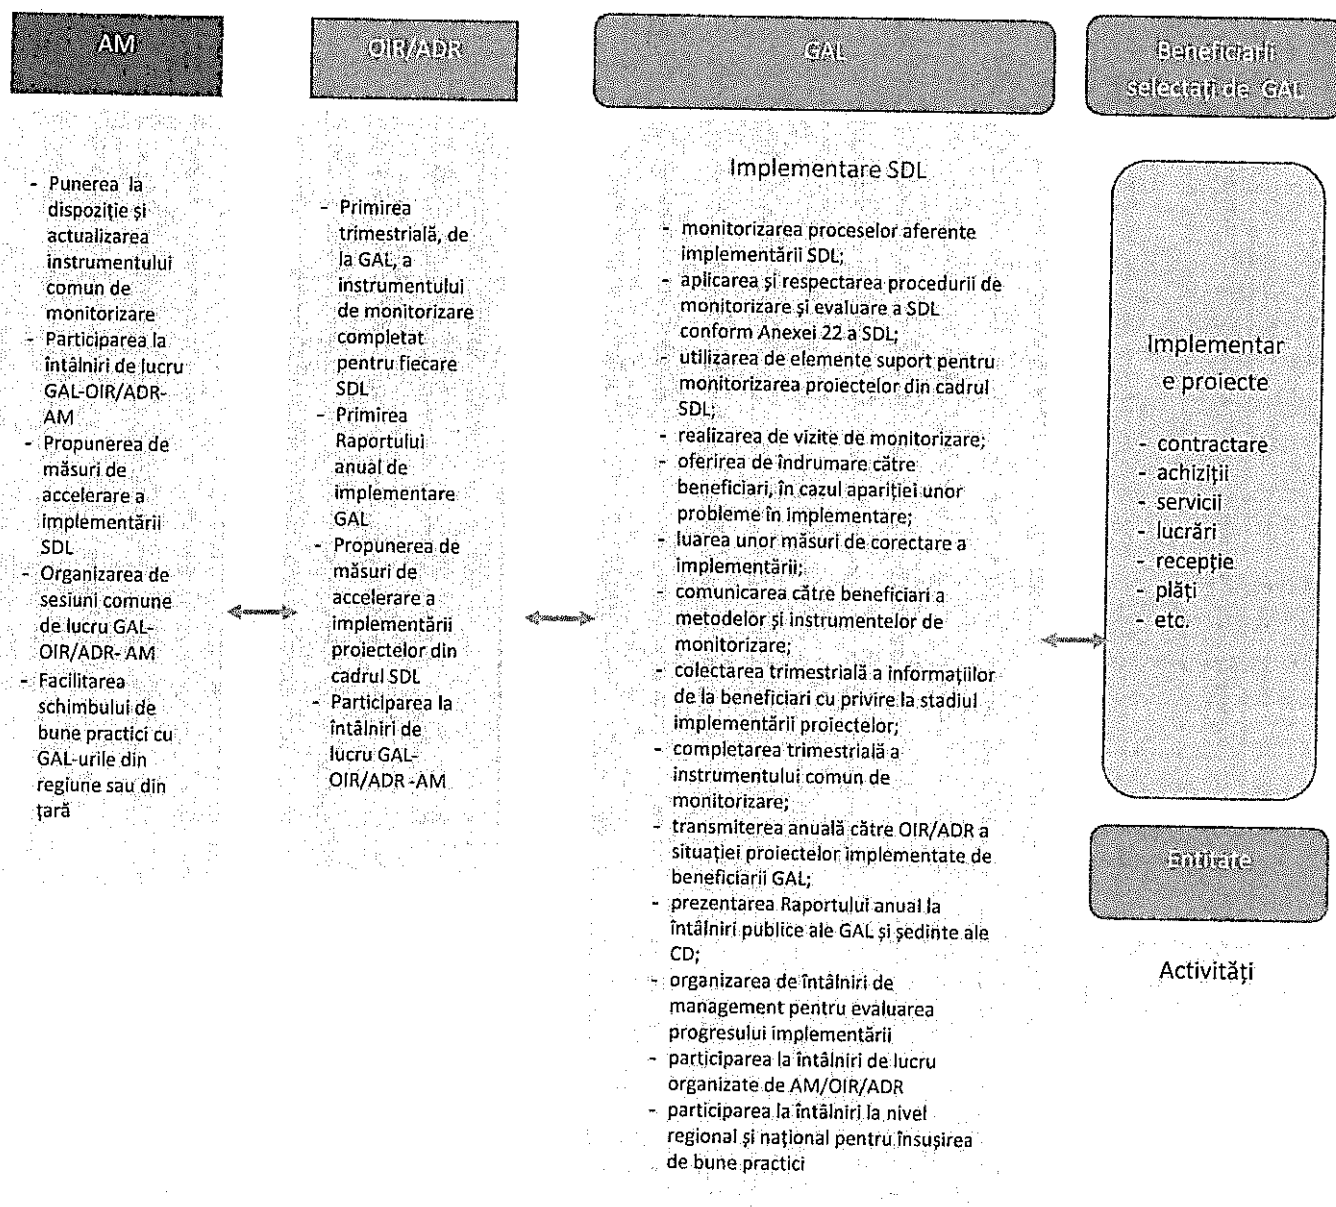 AM
- Punerea la
dispoziție și
actualizarea
instrumentului
comun de
monitorizare
- Participarea la
întâlniri de lucru
GAL-OIR/ADR-
AM
- Propunerea de
măsuri de
accelerare a
implementării
SDL
- Organizarea de
sesiuni comune
de lucru GAL-
OIR/ADR- AM
- Facilitarea
schimbului de
bune practici cu
GAL-urile din
regiune sau din
țară
OIR/ADR
- Primirea
trimestrială, de
la GAL, a
instrumentului
de monitorizare
completat
pentru fiecare
SDL
- Primirea
Raportului
anual de
implementare
GAL
- Propunerea de
măsuri de
accelerare a
implementării
proiectelor din
cadrul SDL
- Participarea la
întâlniri de
lucru GAL-
OIR/ADR -AM
GAL
Implementare SDL
- monitorizarea proceselor aferente
implementării SDL;
- aplicarea și respectarea procedurii de
monitorizare și evaluare a SDL
conform Anexei 22 a SDL;
- utilizarea de elemente suport pentru
monitorizarea proiectelor din cadrul
SDL;
- realizarea de vizite de monitorizare;
- oferirea de îndrumare către
beneficiari, în cazul apariției unor
probleme în implementare;
- luarea unor măsuri de corectare a
implementării;
- comunicarea către beneficiari a
metodelor și instrumentelor de
monitorizare;
- colectarea trimestrială a informațiilor
de la beneficiari cu privire la stadiul
implementării proiectelor;
- completarea trimestrială a
instrumentului comun de
monitorizare;
- transmiterea anuală către OIR/ADR a
situației proiectelor implementate de
beneficiarii GAL;
- prezentarea Raportului anual la
întâlniri publice ale GAL și ședinte ale
CD;
- organizarea de întâlniri de
management pentru evaluarea
progresului implementării
- participarea la întâlniri de lucru
organizate de AM/OIR/ADR
- participarea la întâlniri la nivel
regional și național pentru însușirea
de bune practici
Beneficiarii
selectați de GAL
Implementar
e proiecte
- contractare
- achiziții
- servicii
- lucrări
- recepție
- plăți
- etc.
Entitate
Activități